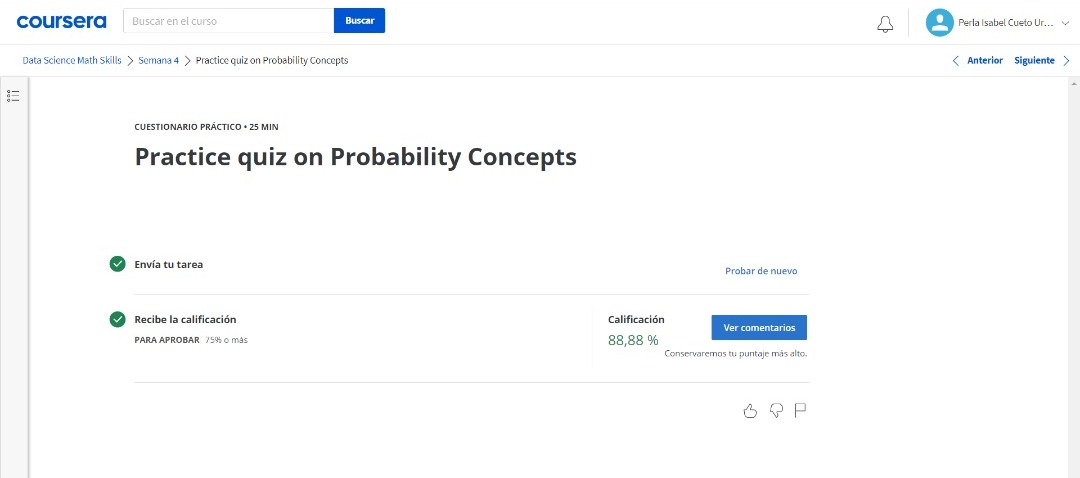 coursera
Buscar en el curso
Buscar
Perla Isabel Cueto Ur...
Data Science Math Skills > Semana 4 > Practice quiz on Probability Concepts
< Anterior Siguiente >
CUESTIONARIO PRÁCTICO • 25 MIN
Practice quiz on Probability Concepts
Envía tu tarea
Probar de nuevo
Recibe la calificación
PARA APROBAR 75% o más
Calificación
88,88 %
Ver comentarios
Conservaremos tu puntaje más alto.